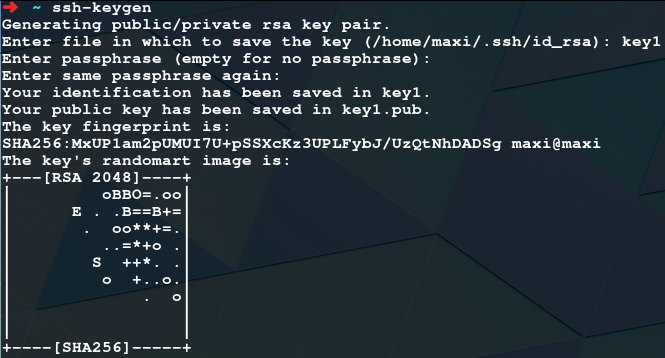 ➜ ~ ssh-keygen
Generating public/private rsa key pair.
Enter file in which to save the key (/home/maxi/.ssh/id_rsa): key1
Enter passphrase (empty for no passphrase):
Enter same passphrase again:
Your identification has been saved in key1.
Your public key has been saved in key1.pub.
The key fingerprint is:
SHA256:MxUP1am2pUMUI7U+pSSXcKz3UPLFybJ/UzQtNhDADSg maxi@maxi
The key's randomart image is:
+---[RSA 2048]----+
|         oBBO=.oo|
|      E . .B==B+=|
|       .  oo**+=.|
|         ..=*+o .|
|        S  ++*. .|
|         o  +..o.|
|             .  o|
|                 |
|                 |
+----[SHA256]-----+